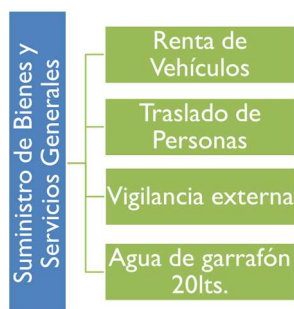 Suministro de Bienes y
Servicios Generales
Renta de
Vehículos
Traslado de
Personas
Vigilancia externa
Agua de garrafón
20lts.